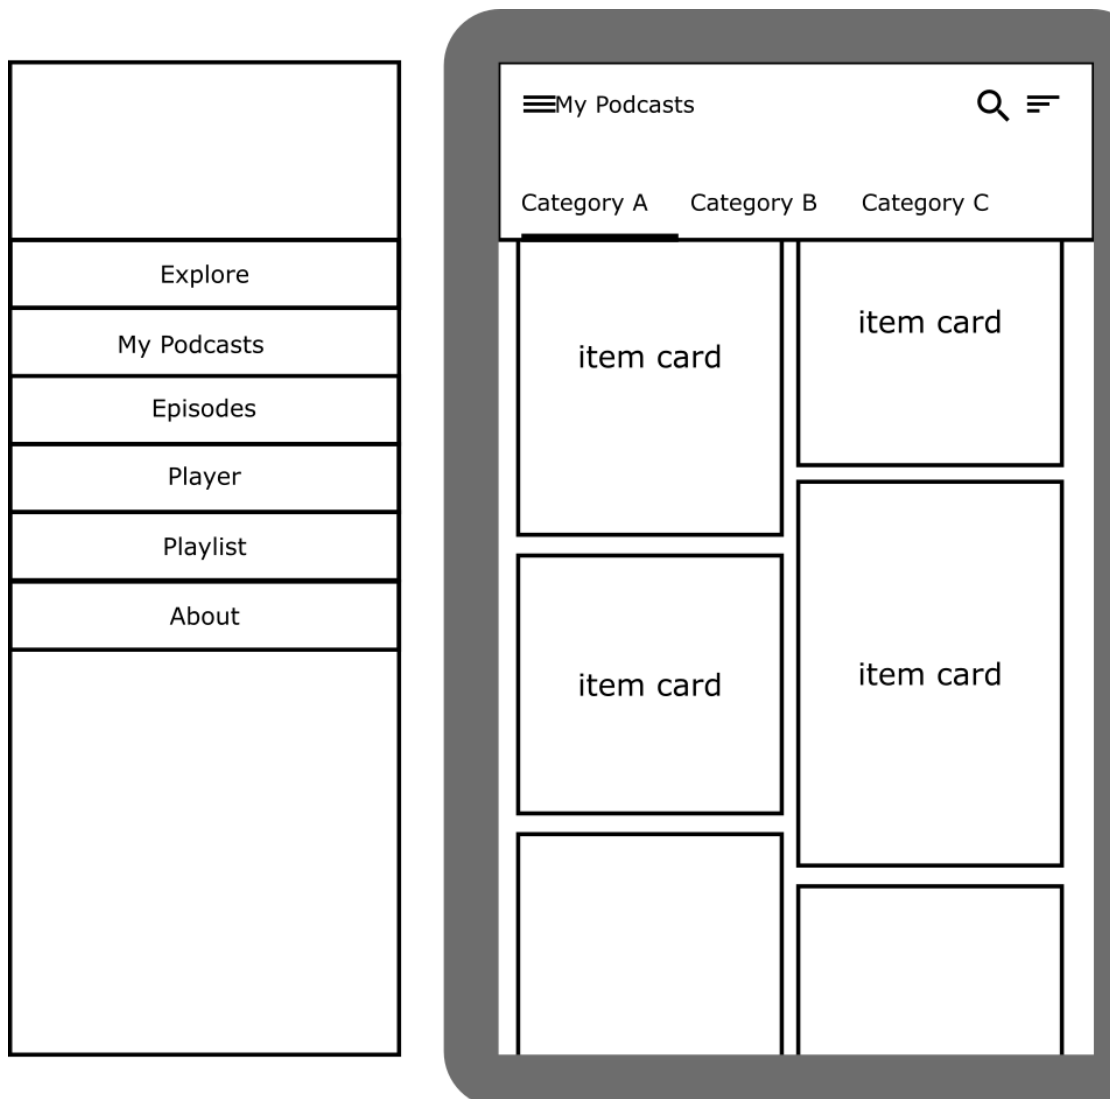 Explore
My Podcasts
Episodes
Player
Playlist
About
My Podcasts
Category A Category B Category C
item card
item card
item card
item card